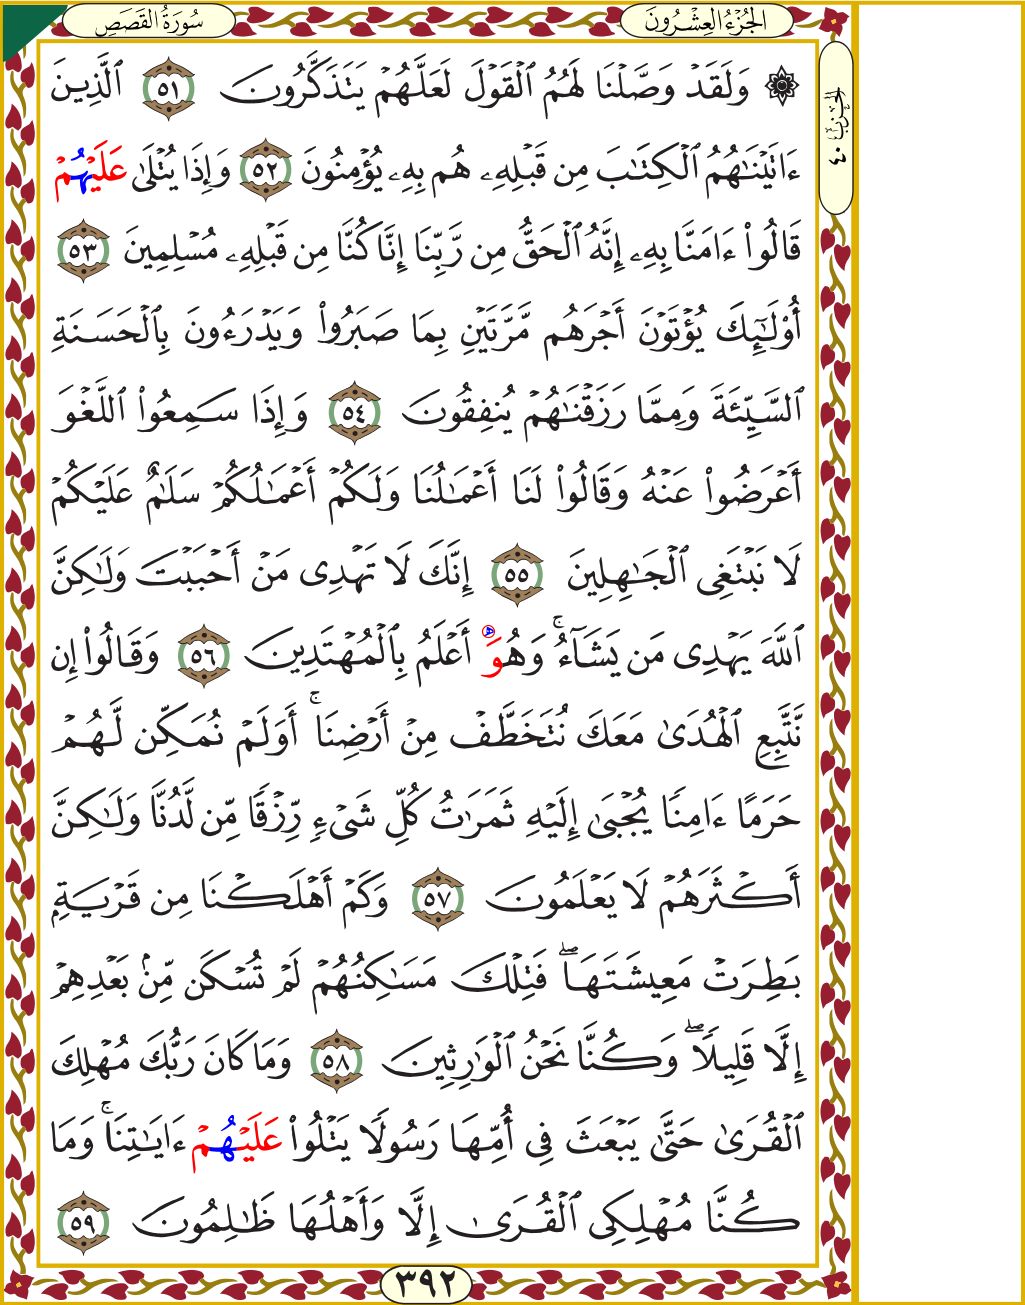 سُورَةُ القَصَصِ
الجُزْءُ العِشْرُونَ
الحِزْبُ ٤٠
۞ وَلَقَدۡ وَصَّلۡنَا لَهُمُ ٱلۡقَوۡلَ لَعَلَّهُمۡ يَتَذَكَّرُونَ ٥١ ٱلَّذِينَ
ءَاتَيۡنَٰهُمُ ٱلۡكِتَٰبَ مِن قَبۡلِهِۦ هُم بِهِۦ يُؤۡمِنُونَ ٥٢ وَإِذَا يُتۡلَىٰ عَلَيۡهُمۡ
قَالُوٓاْ ءَامَنَّا بِهِۦٓ إِنَّهُ ٱلۡحَقُّ مِن رَّبِّنَآ إِنَّا كُنَّا مِن قَبۡلِهِۦ مُسۡلِمِينَ ٥٣
أُوْلَٰٓئِكَ يُؤۡتَوۡنَ أَجۡرَهُم مَّرَّتَيۡنِ بِمَا صَبَرُواْ وَيَدۡرَءُونَ بِٱلۡحَسَنَةِ
ٱلسَّيِّئَةَ وَمِمَّا رَزَقۡنَٰهُمۡ يُنفِقُونَ ٥٤ وَإِذَا سَمِعُواْ ٱللَّغۡوَ
أَعۡرَضُواْ عَنۡهُ وَقَالُواْ لَنَآ أَعۡمَٰلُنَا وَلَكُمۡ أَعۡمَٰلُكُمۡ سَلَٰمٌ عَلَيۡكُمۡ
لَا نَبۡتَغِي ٱلۡجَٰهِلِينَ ٥٥ إِنَّكَ لَا تَهۡدِي مَنۡ أَحۡبَبۡتَ وَلَٰكِنَّ
ٱللَّهَ يَهۡدِي مَن يَشَآءُۚ وَهُوَ أَعۡلَمُ بِٱلۡمُهۡتَدِينَ ٥٦ وَقَالُوٓاْ إِن
نَّتَّبِعِ ٱلۡهُدَىٰ مَعَكَ نُتَخَطَّفۡ مِنۡ أَرۡضِنَآۚ أَوَلَمۡ نُمَكِّن لَّهُمۡ
حَرَمًا ءَامِنٗا يُجۡبَىٰٓ إِلَيۡهِ ثَمَرَٰتُ كُلِّ شَيۡءٖ رِّزۡقٗا مِّن لَّدُنَّا وَلَٰكِنَّ
أَكۡثَرَهُمۡ لَا يَعۡلَمُونَ ٥٧ وَكَمۡ أَهۡلَكۡنَا مِن قَرۡيَةِۭ
بَطِرَتۡ مَعِيشَتَهَاۖ فَتِلۡكَ مَسَٰكِنُهُمۡ لَمۡ تُسۡكَن مِّنۢ بَعۡدِهِمۡ
إِلَّا قَلِيلٗاۖ وَكُنَّا نَحۡنُ ٱلۡوَٰرِثِينَ ٥٨ وَمَا كَانَ رَبُّكَ مُهۡلِكَ
ٱلۡقُرَىٰ حَتَّىٰ يَبۡعَثَ فِيٓ أُمِّهَا رَسُولٗا يَتۡلُواْ عَلَيۡهُمۡ ءَايَٰتِنَاۚ وَمَا
كُنَّا مُهۡلِكِي ٱلۡقُرَىٰٓ إِلَّا وَأَهۡلُهَا ظَٰلِمُونَ ٥٩
٣٩٢